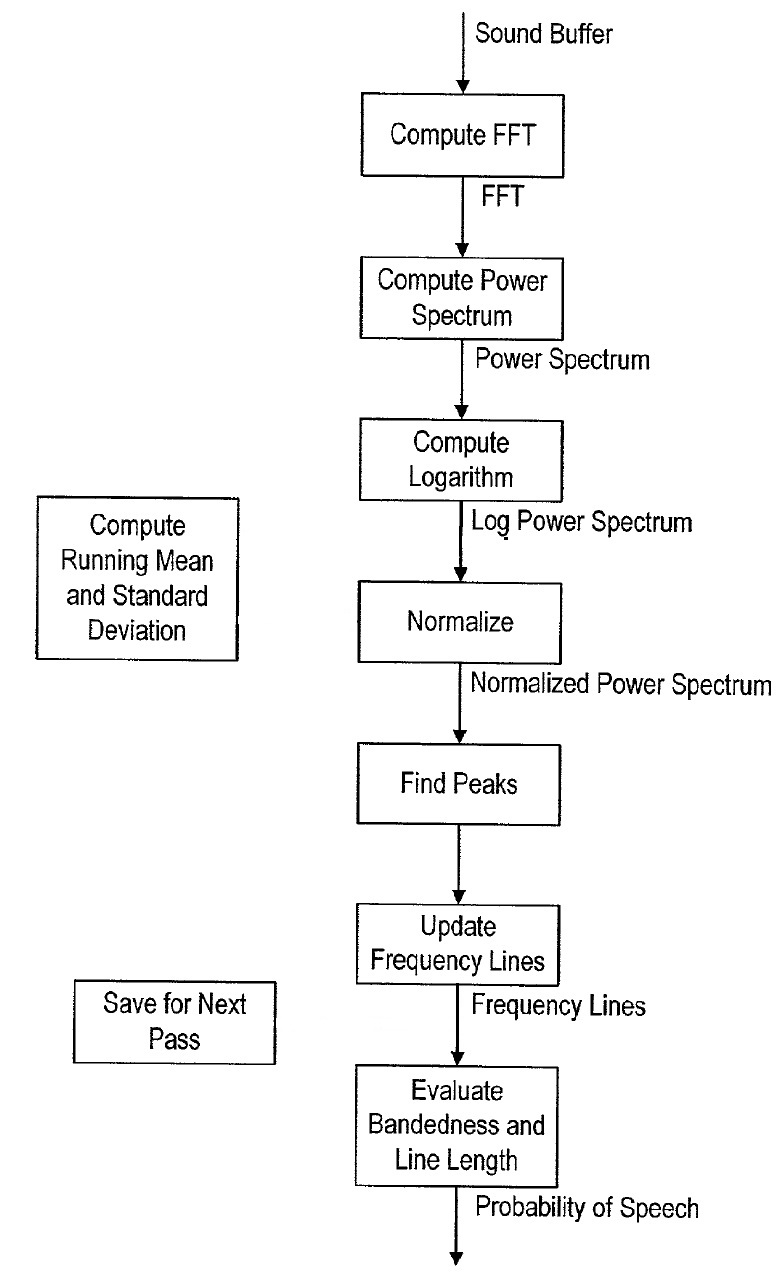 Sound Buffer
Compute FFT
FFT
Compute Power
Spectrum
Power Spectrum
Compute
Logarithm
Log Power Spectrum
Compute
Running Mean
and Standard
Deviation
Normalize
Normalized Power Spectrum
Find Peaks
Update
Frequency Lines
Frequency Lines
Save for Next
Pass
Evaluate
Bandedness and
Line Length
Probability of Speech